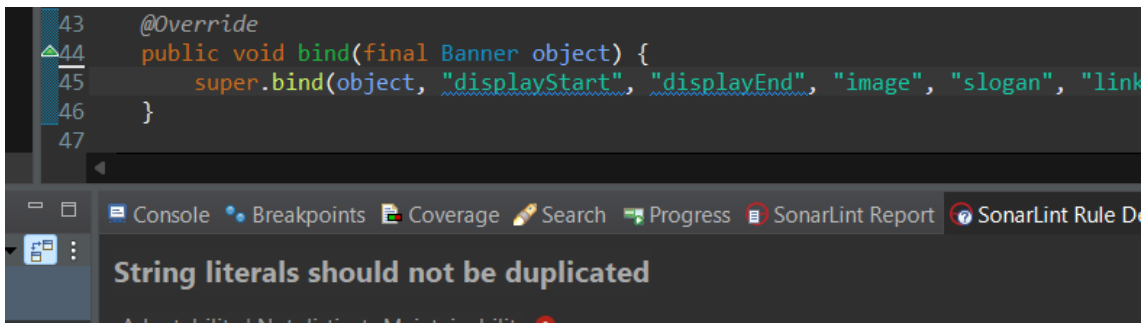 43 @Override
44 public void bind(final Banner object) {
45 super.bind(object, "displayStart", "displayEnd", "image", "slogan", "link
46 }
47
Console Breakpoints Coverage Search Progress SonarLint Report SonarLint Rule De
String literals should not be duplicated